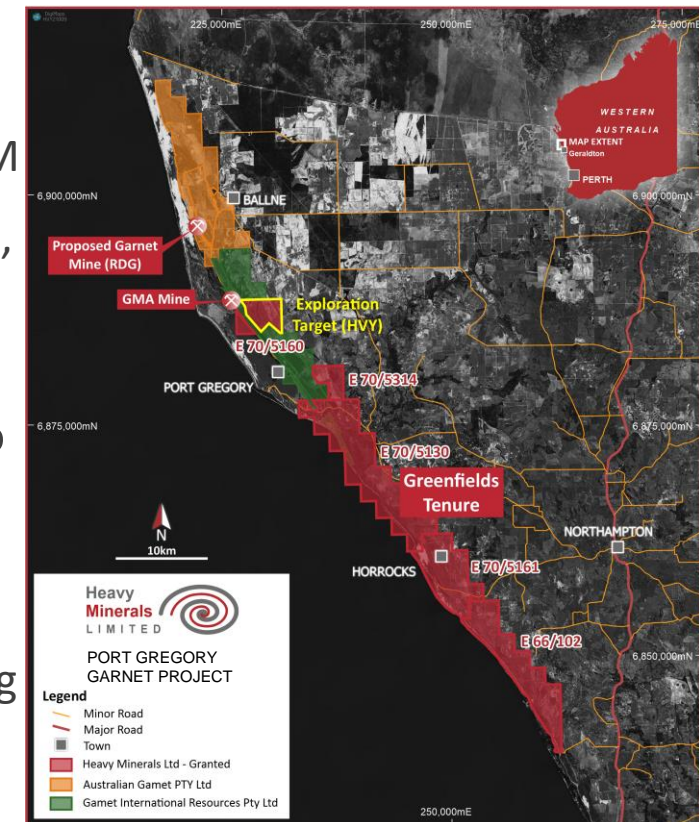 M
,
g
225,000mE
250,000mE
275,000mE
WESTERN
AUSTRALIA
MAP EXTENT
Geraldton
PERTH
6,900,000mN
6,900,000mN
BALLNE
Proposed Garnet
Mine (RDG)
GMA Mine
Exploration
Target (HVY)
E 70/5160
PORT GREGORY
E 70/5314
6,875,000mN
6,875,000mN
E 70/5130
Greenfields
Tenure
N
10km
NORTHAMPTON
HORROCKS
E 70/5161
E 66/102
6,850,000mN
Heavy
Minerals
LIMITED
PORT GREGORY
GARNET PROJECT
Legend
Minor Road
Major Road
Town
Heavy Minerals Ltd - Granted
Australian Gamet PTY Ltd
Gamet International Resources Pty Ltd
250,000mE